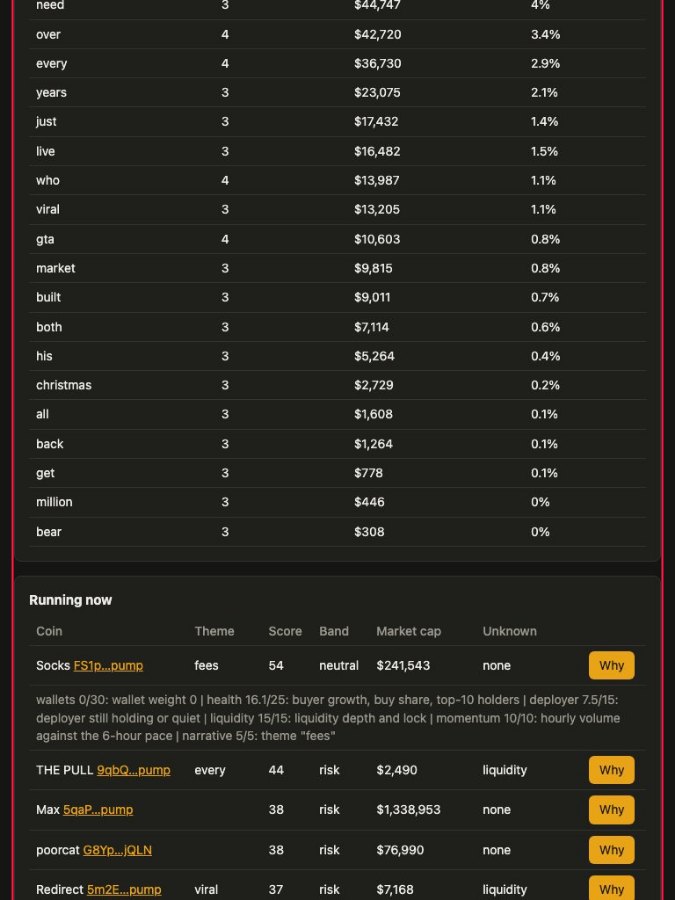 need 3 $44,747 4%
over 4 $42,720 3.4%
every 4 $36,730 2.9%
years 3 $23,075 2.1%
just 3 $17,432 1.4%
live 3 $16,482 1.5%
who 4 $13,987 1.1%
viral 3 $13,205 1.1%
gta 4 $10,603 0.8%
market 3 $9,815 0.8%
built 3 $9,011 0.7%
both 3 $7,114 0.6%
his 3 $5,264 0.4%
christmas 3 $2,729 0.2%
all 3 $1,608 0.1%
back 3 $1,264 0.1%
get 3 $778 0.1%
million 3 $446 0%
bear 3 $308 0%
Running now
Coin Theme Score Band Market cap Unknown
Socks FS1p...pump fees 54 neutral $241,543 none Why
wallets 0/30: wallet weight 0 | health 16.1/25: buyer growth, buy share, top-10 holders | deployer 7.5/15:
deployer still holding or quiet | liquidity 15/15: liquidity depth and lock | momentum 10/10: hourly volume
against the 6-hour pace | narrative 5/5: theme "fees"
THE PULL 9qbQ...pump every 44 risk $2,490 liquidity Why
Max 5qaP...pump 38 risk $1,338,953 none Why
poorcat G8Yp...jQLN 38 risk $76,990 none Why
Redirect 5m2E...pump viral 37 risk $7,168 liquidity Why